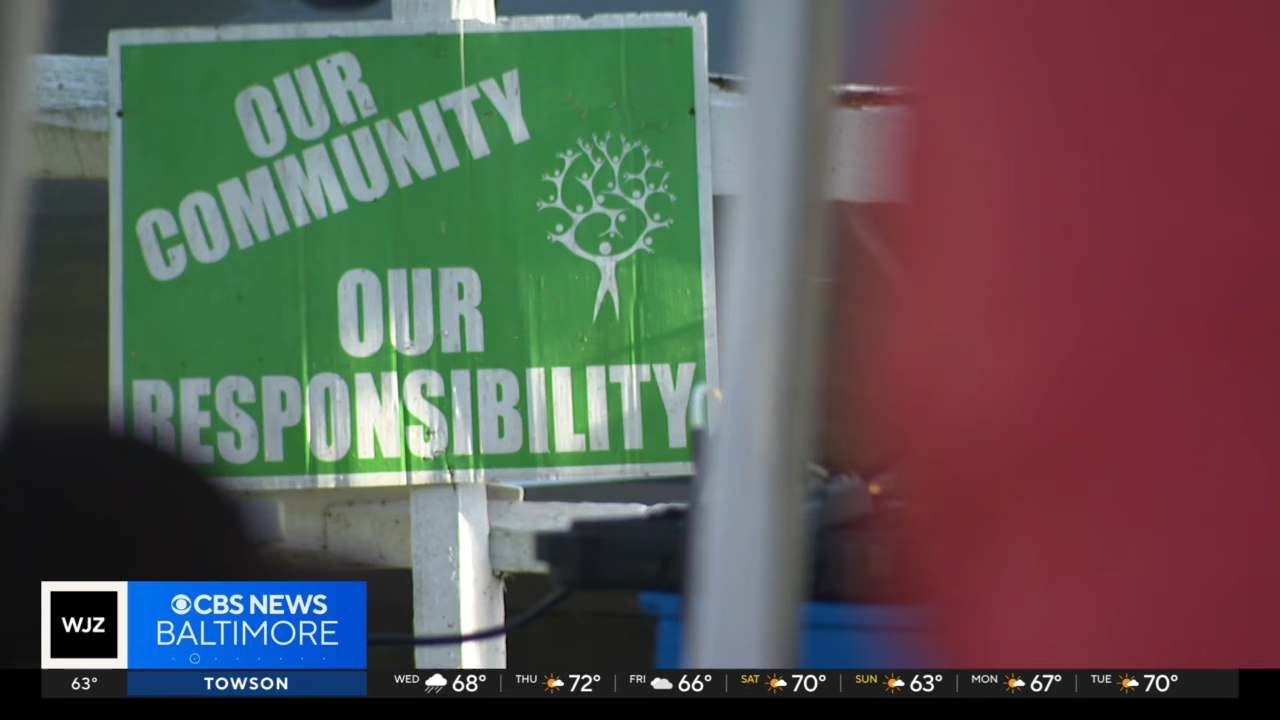 OUR
COMMUNITY
OUR
RESPONSIBILITY
WJZ
CBS NEWS
BALTIMORE
63° TOWSON WED 68° THU 72° FRI 66° SAT 70° SUN 63° MON 67° TUE 70°